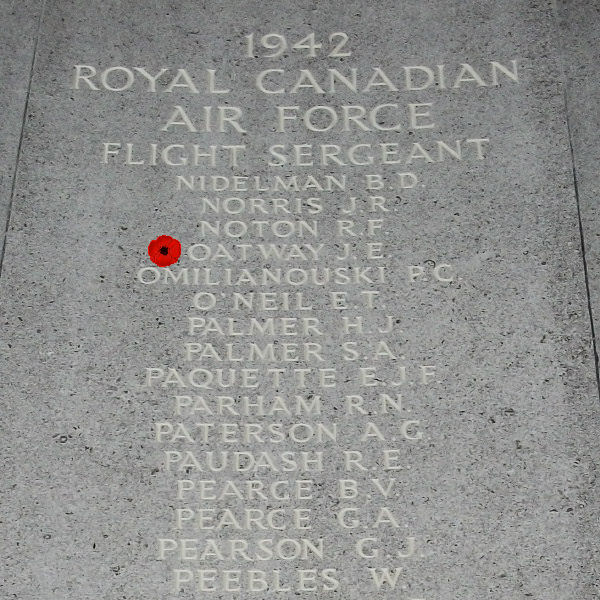 1942
ROYAL CANADIAN
AIR FORCE
FLIGHT SERGEANT
NIDELMAN B.D.
NORRIS J.R.
NOTON R.F.
OATWAY J.E.
OMILIANOUSKI P.C.
O'NEIL E.T.
PALMER H.J.
PALMER S.A.
PAQUETTE E.J.F.
PARHAM R.N.
PATERSON A.G.
PAUDASH R.E.
PEARCE B.V.
PEARCE G.A.
PEARSON G.J.
PEEBLES W.